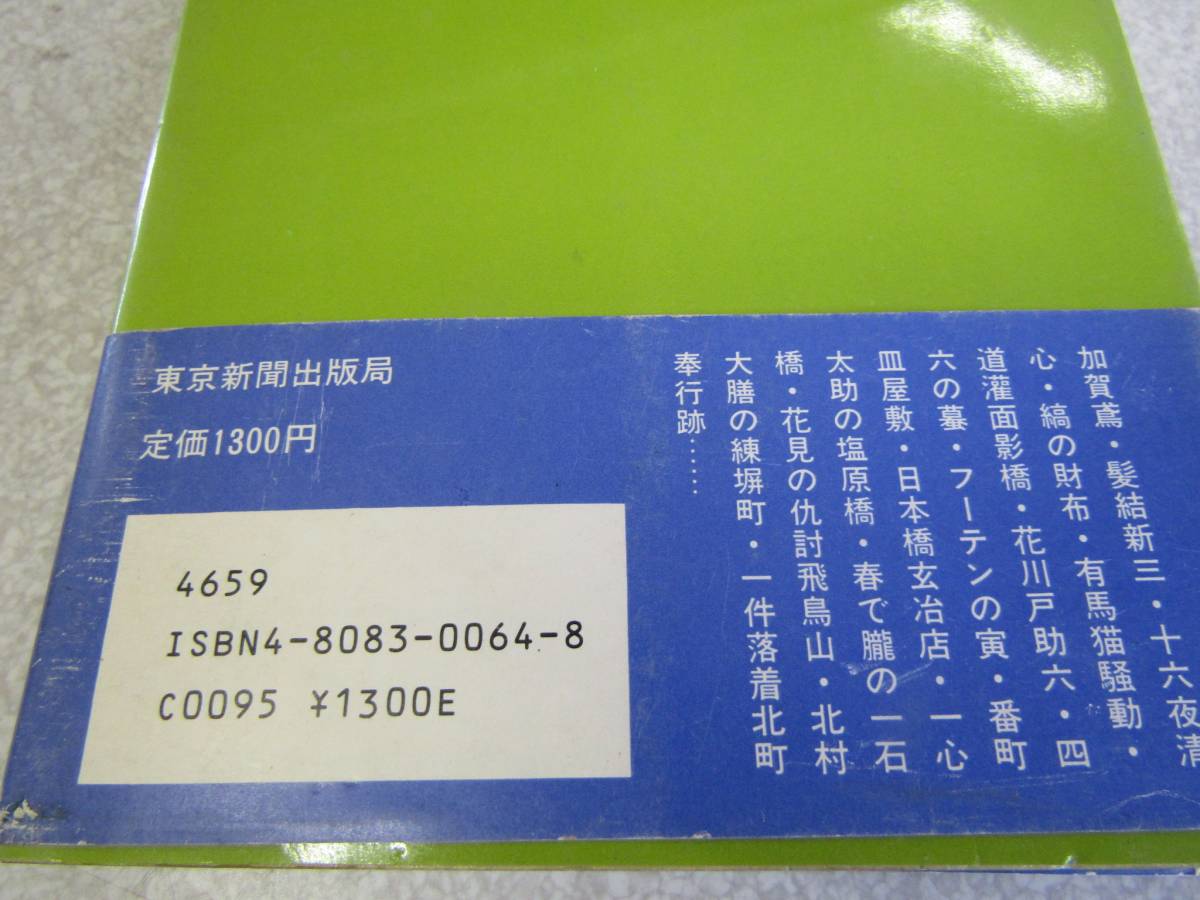 加賀鳶・髪結新三・十六夜清
心・縞の財布・有馬猫騒動・
道灌面影橋・花川戸助六・四
六の蟇・フーテンの寅・番町
皿屋敷・日本橋玄冶店・一心
太助の塩原橋・春で朧の一石
橋・花見の仇討飛鳥山・北村
大膳の練塀町・一件落着北町
奉行跡……
東京新聞出版局
定価1300円
4659
ISBN4-8083-0064-8
C0095 ¥1300E